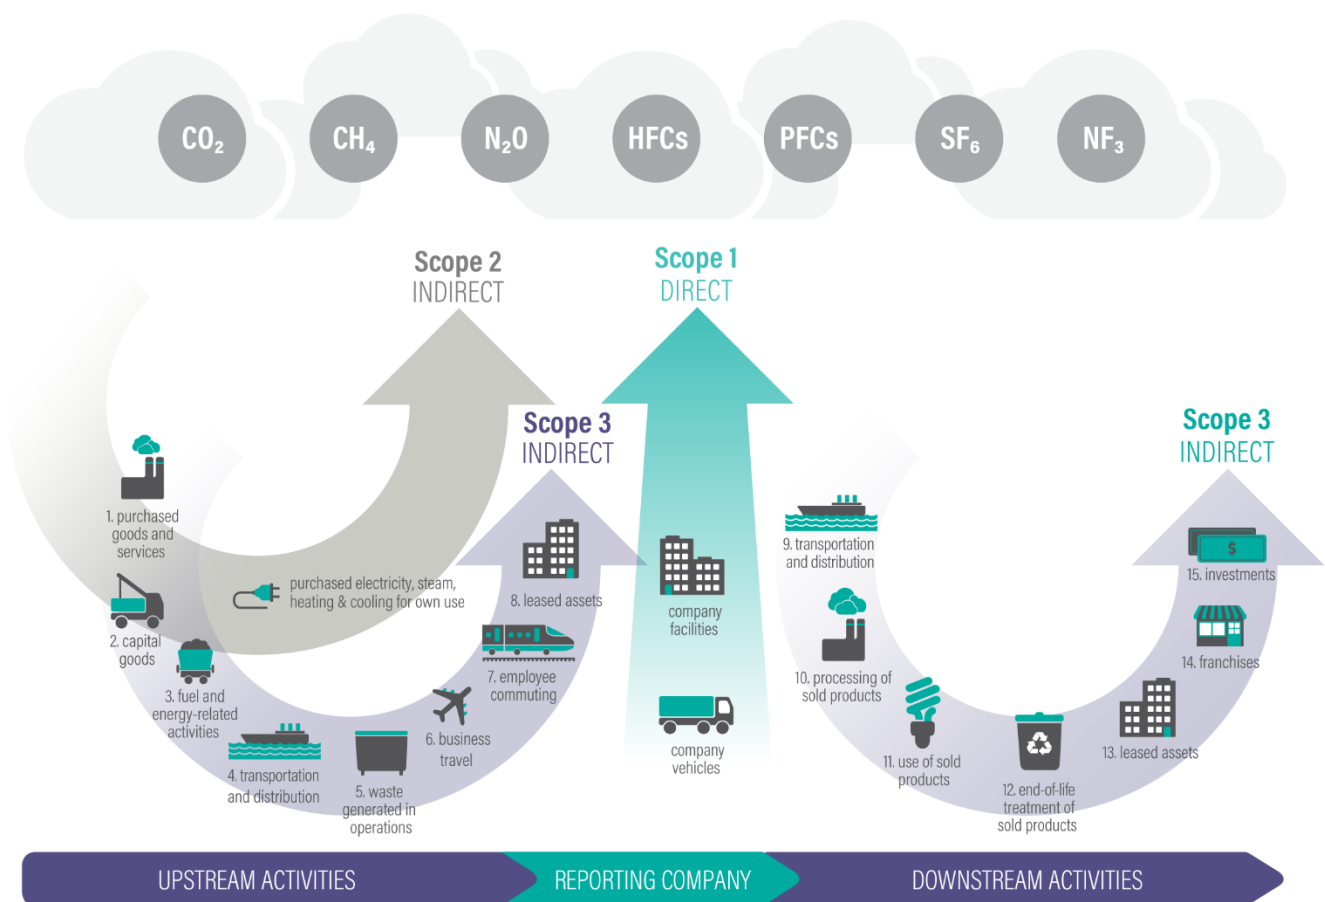 CO₂
CH₄
N₂O
HFCs
PFCs
SF₆
NF₃
Scope 2
INDIRECT
Scope 1
DIRECT
Scope 3
INDIRECT
Scope 3
INDIRECT
1. purchased
goods and
services
2. capital
goods
3. fuel and
energy-related
activities
4. transportation
and distribution
5. waste
generated in
operations
6. business
travel
7. employee
commuting
8. leased assets
purchased electricity, steam,
heating & cooling for own use
company
facilities
company
vehicles
9. transportation
and distribution
10. processing of
sold products
11. use of sold
products
12. end-of-life
treatment of
sold products
13. leased assets
14. franchises
$
15. investments
UPSTREAM ACTIVITIES
REPORTING COMPANY
DOWNSTREAM ACTIVITIES